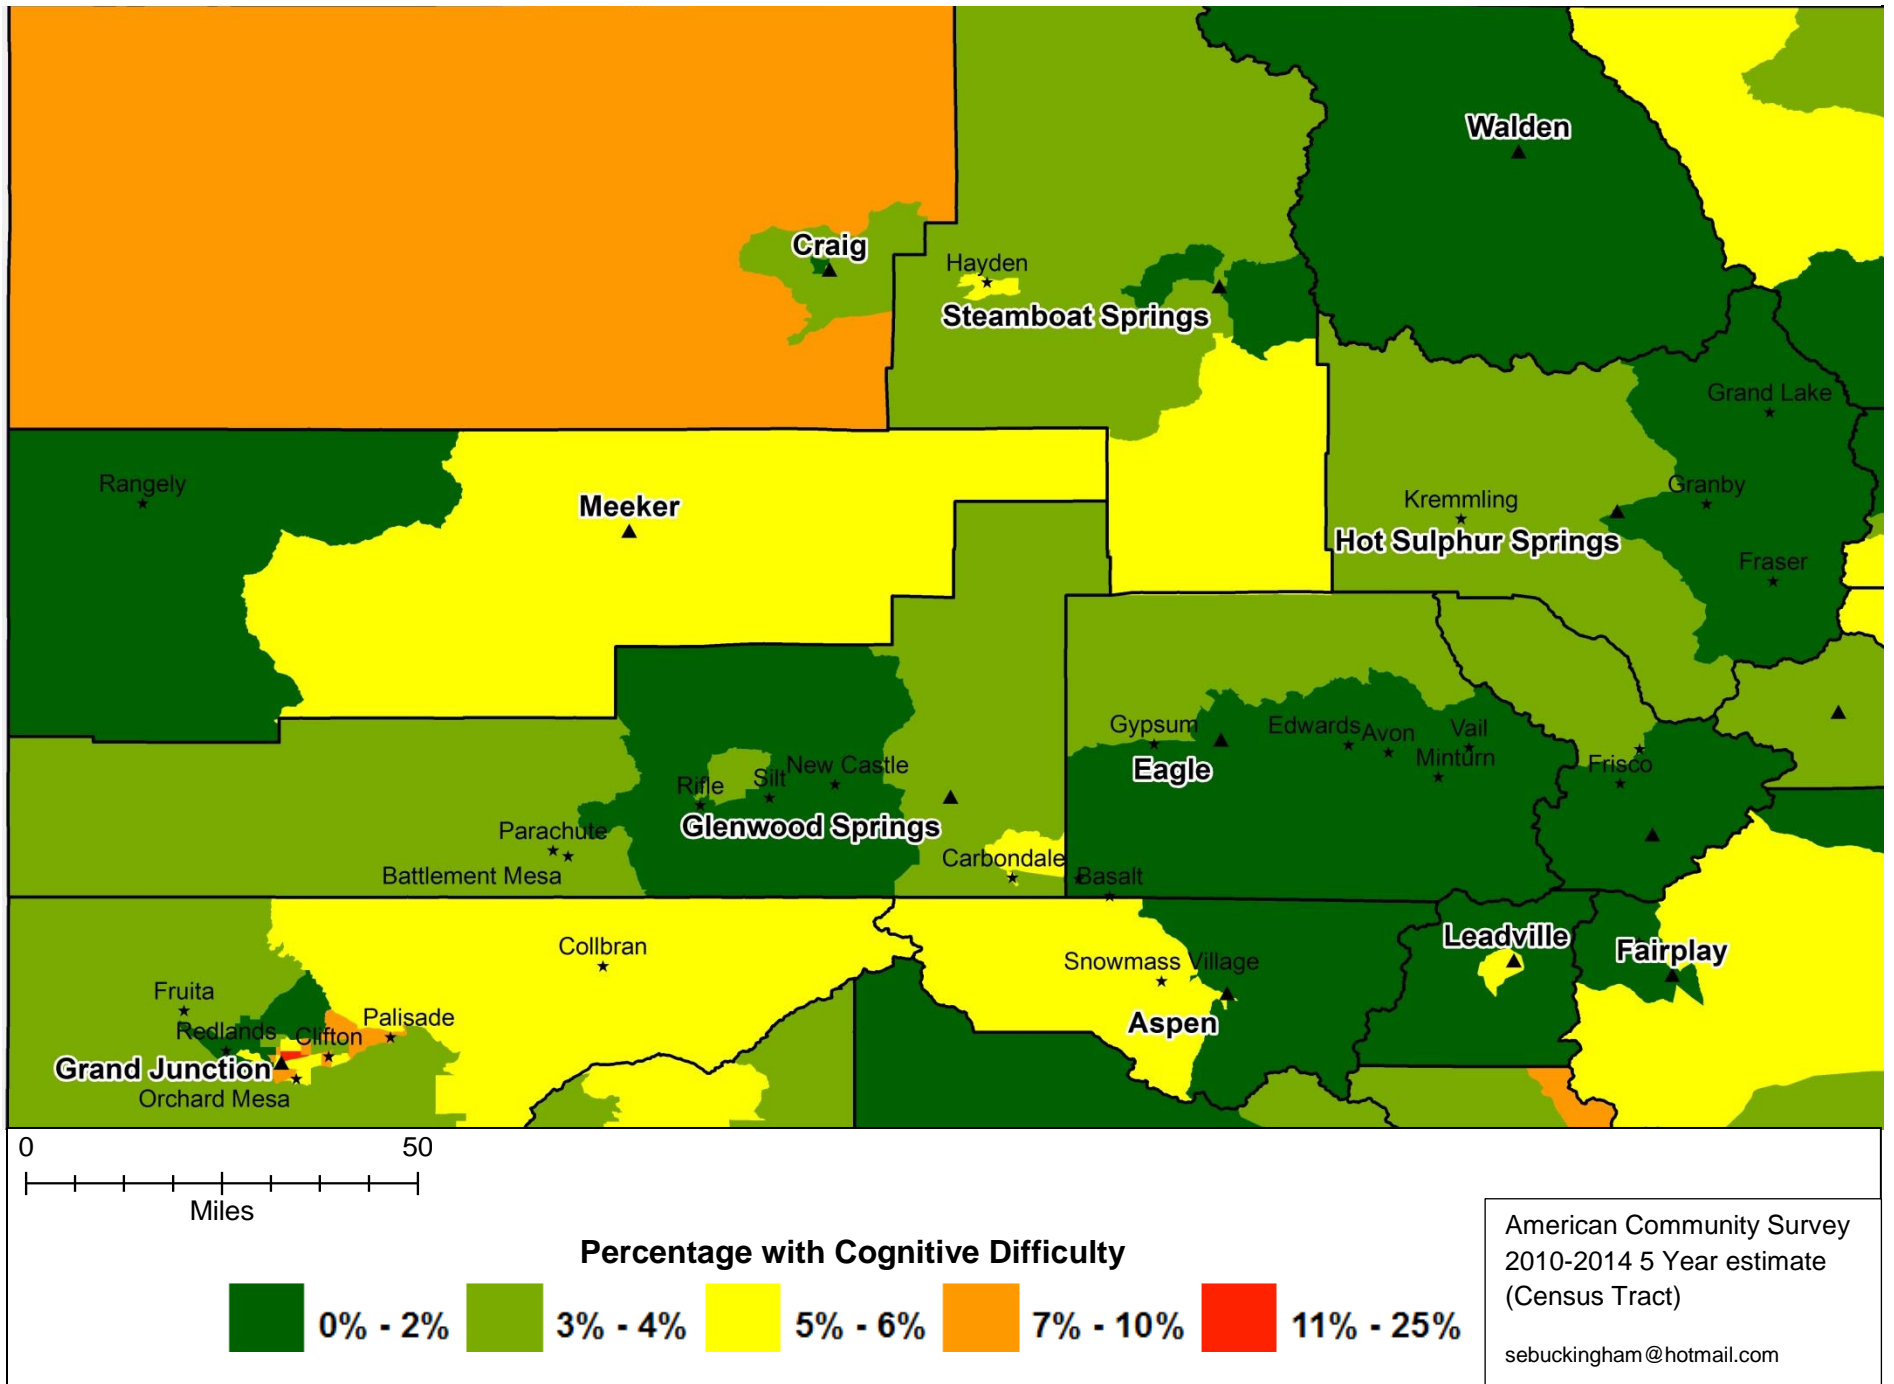 Walden
Craig
Hayden
Steamboat Springs
Grand Lake
Rangely
Meeker
Kremmling
Granby
Hot Sulphur Springs
Fraser
Gypsum
Edwards
Avon
Vail
Minturn
Eagle
Frisco
Rifle
Silt
New Castle
Glenwood Springs
Parachute
Battlement Mesa
Carbondale
Basalt
Collbran
Snowmass Village
Leadville
Fairplay
Fruita
Redlands
Clifton
Palisade
Aspen
Grand Junction
Orchard Mesa
0 50
Miles
Percentage with Cognitive Difficulty
0% - 2% 3% - 4% 5% - 6% 7% - 10% 11% - 25%
American Community Survey
2010-2014 5 Year estimate
(Census Tract)
sebuckingham@hotmail.com